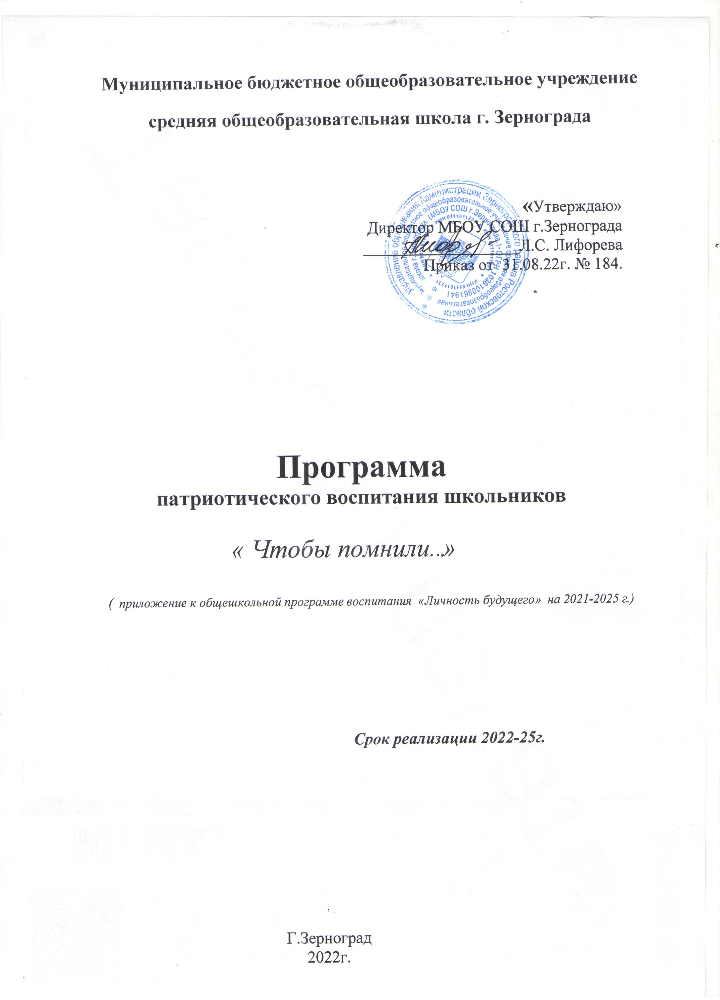 Муниципальное бюджетное общеобразовательное учреждение
средняя общеобразовательная школа г. Зернограда
«Утверждаю»
Директор МБОУ СОШ г.Зернограда
Л.С. Лифорева
Приказ от 31.08.22г. № 184.
Управление образования Администрации Зерноградского района Ростовской области
муниципальное бюджетное общеобразовательное учреждение средняя общеобразовательная
школа г. Зернограда (МБОУ СОШ г.Зернограда) * ОГРН 1026100961941
ИНН 6111011231
Программа
патриотического воспитания школьников
« Чтобы помнили...»
( приложение к общешкольной программе воспитания «Личность будущего» на 2021-2025 г.)
Срок реализации 2022-25г.
Г.Зерноград
2022г.